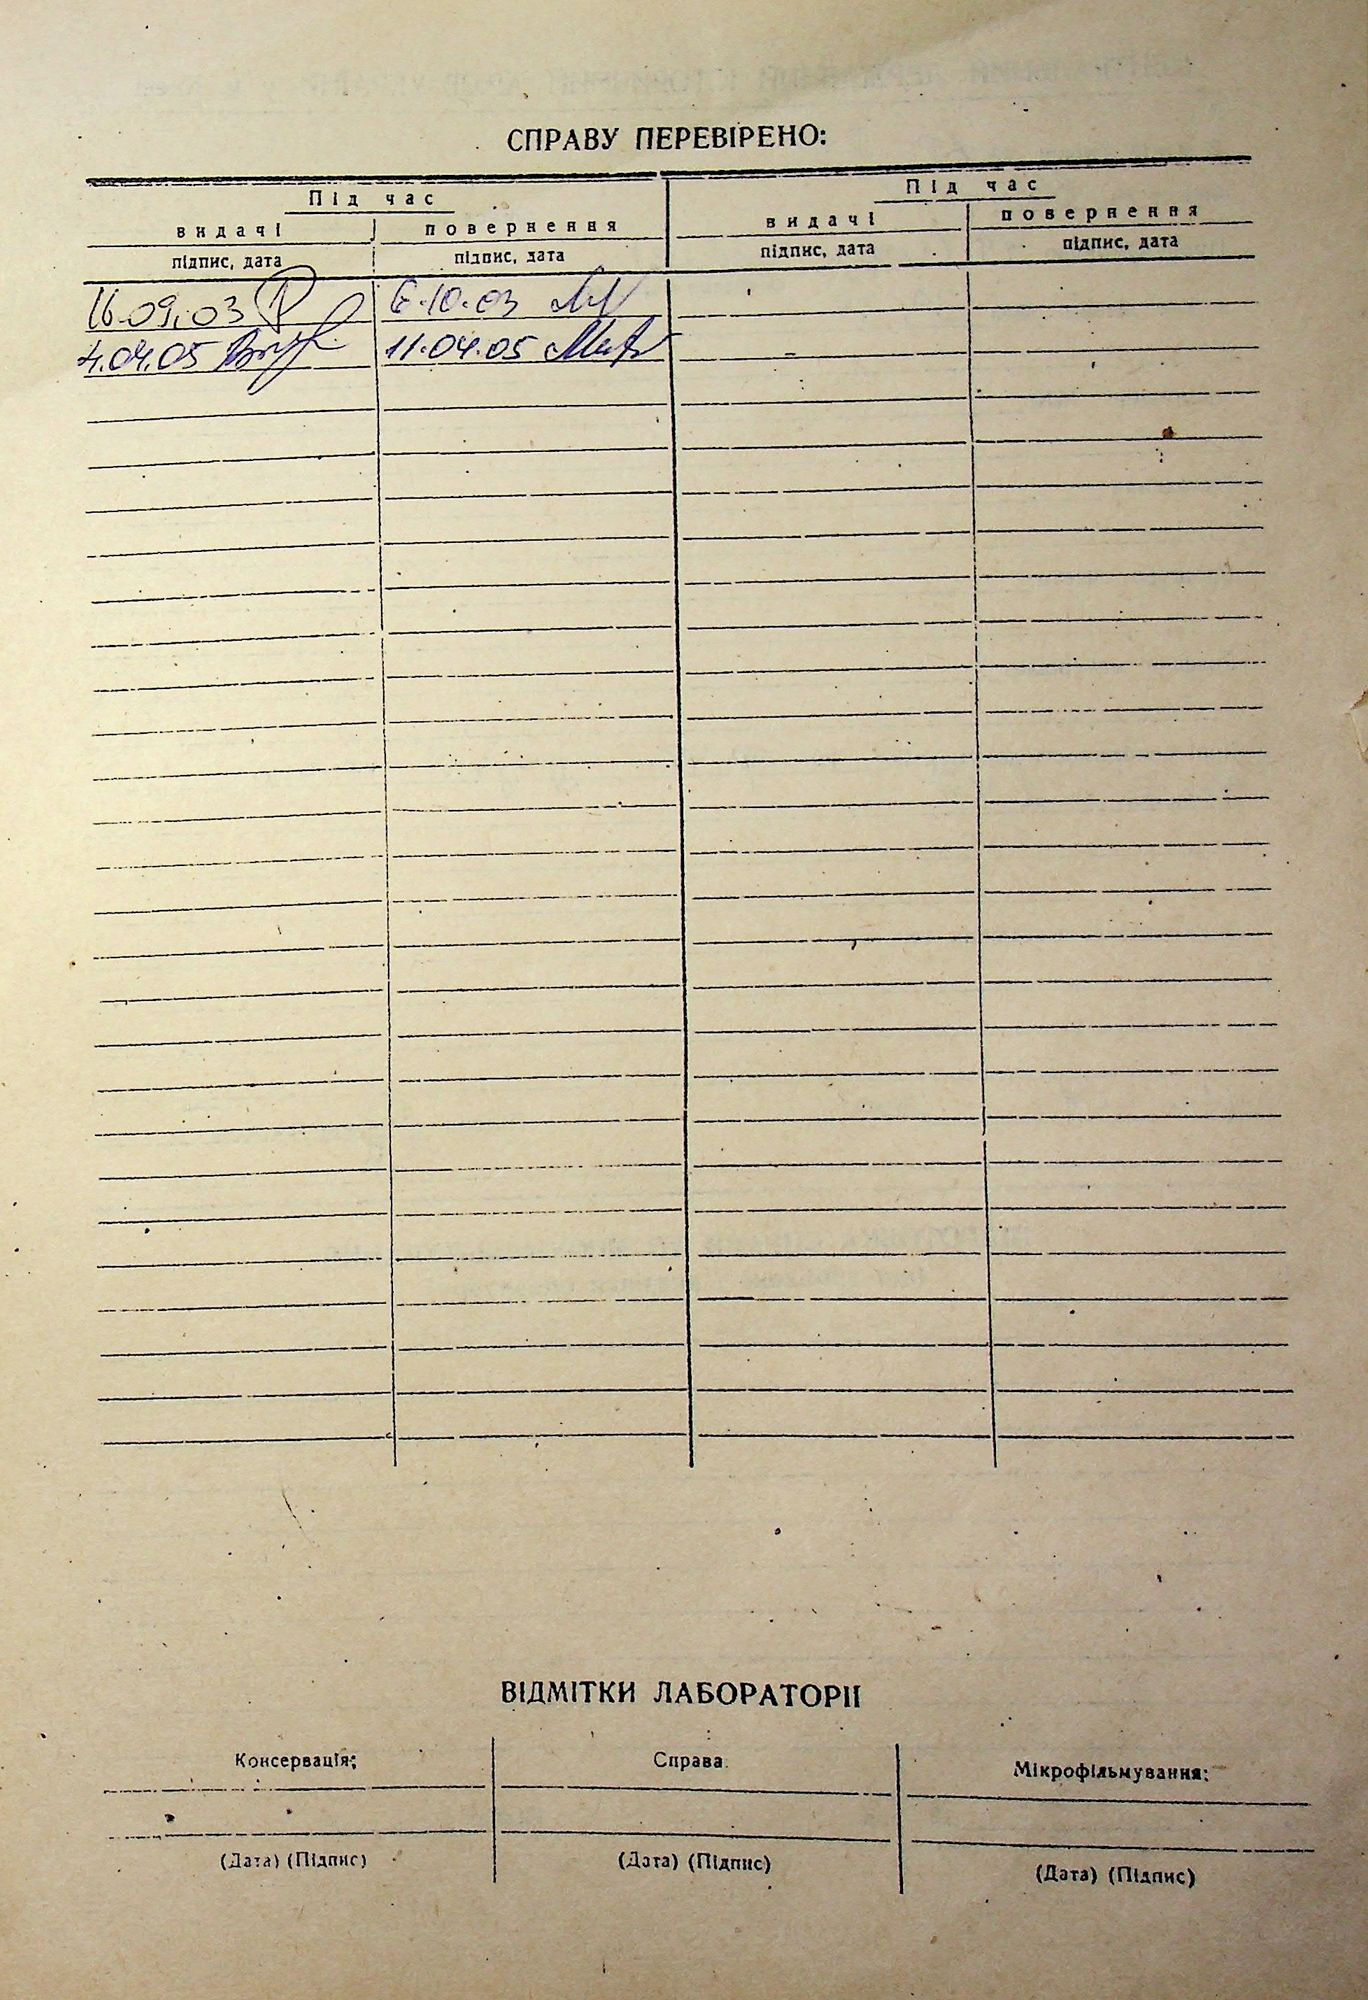 СПРАВУ ПЕРЕВІРЕНО:
Під час Під час
видачі повернення видачі повернення
підпис, дата підпис, дата підпис, дата підпис, дата
16.09.03 6.10.03
4.04.05 11.04.05
ВІДМІТКИ ЛАБОРАТОРІІ
Консервація: Справа Мікрофільмування:
(Дата) (Підпис) (Дата) (Підпис) (Дата) (Підпис)